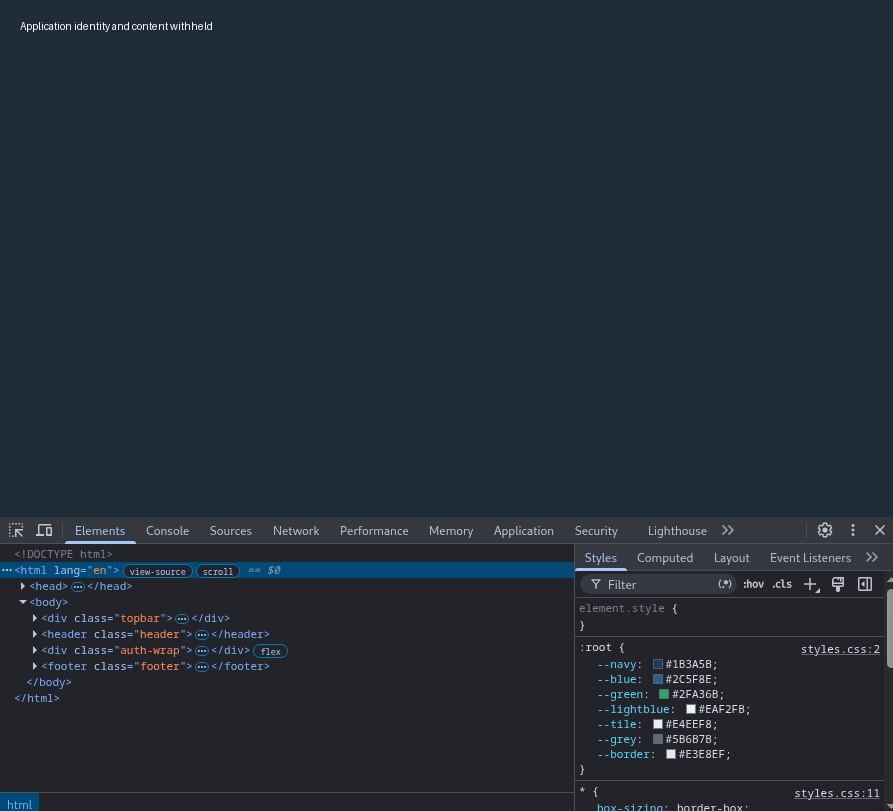 Application identity and content withheld
Elements Console Sources Network Performance Memory Application Security Lighthouse
<!DOCTYPE html>
<html lang="en"> view-source scroll == $0
<head> </head>
<body>
<div class="topbar"> </div>
<header class="header"> </header>
<div class="auth-wrap"> </div> flex
<footer class="footer"> </footer>
</body>
</html>
html
Styles Computed Layout Event Listeners
Filter (.*) :hov .cls
element.style {
}
:root { styles.css:2
--navy: #1B3A5B;
--blue: #2C5F8E;
--green: #2FA36B;
--lightblue: #EAF2FB;
--tile: #E4EEF8;
--grey: #5B6B7B;
--border: #E3E8EF;
}
* { styles.css:11
box-sizing: border-box;